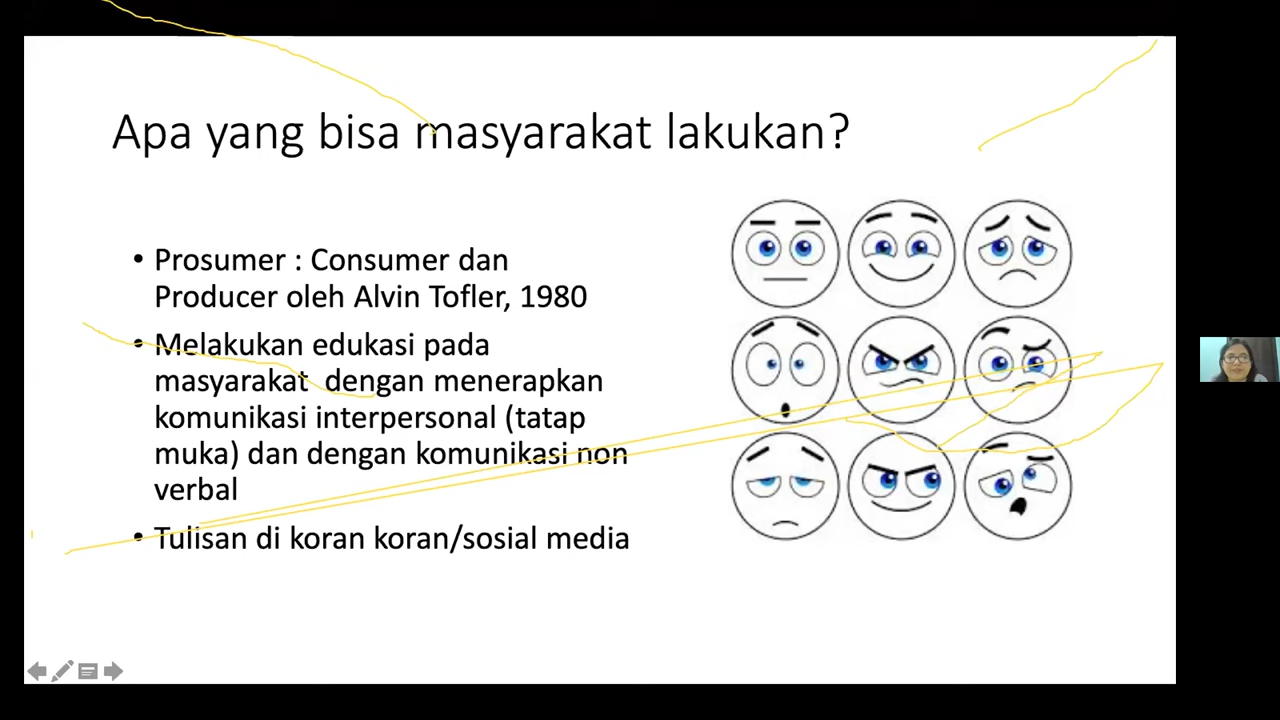 Apa yang bisa masyarakat lakukan?
• Prosumer : Consumer dan
Producer oleh Alvin Tofler, 1980
• Melakukan edukasi pada
masyarakat dengan menerapkan
komunikasi interpersonal (tatap
muka) dan dengan komunikasi non
verbal
• Tulisan di koran koran/sosial media